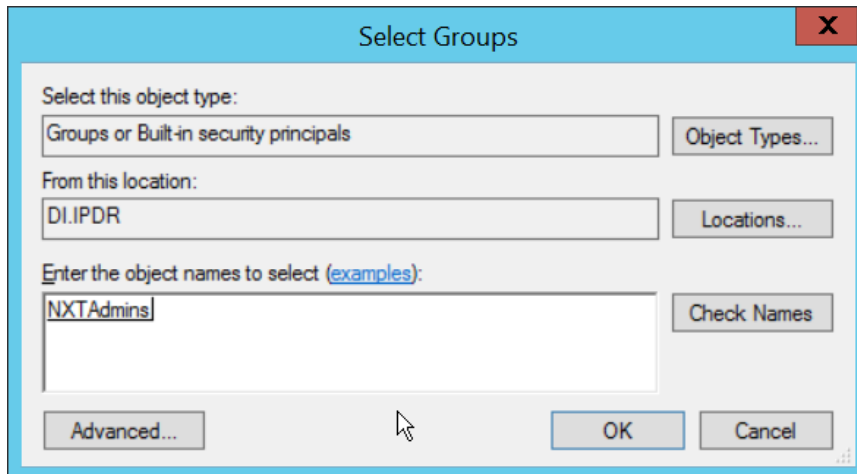 Select Groups
X
Select this object type:
Groups or Built-in security principals
Object Types...
From this location:
DI.IPDR
Locations...
Enter the object names to select (examples):
NXTAdmins
Check Names
Advanced...
OK
Cancel